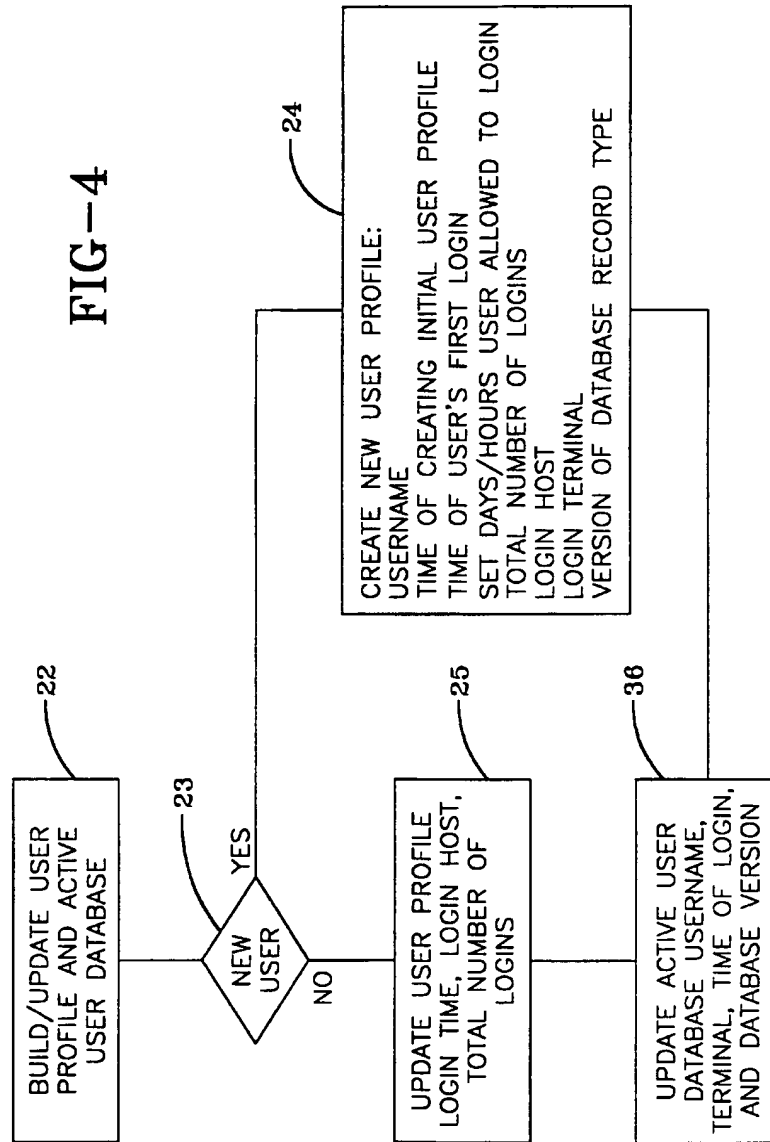 FIG-4
22
BUILD/UPDATE USER
PROFILE AND ACTIVE
USER DATABASE
23
NEW
USER
YES
NO
24
CREATE NEW USER PROFILE:
USERNAME
TIME OF CREATING INITIAL USER PROFILE
TIME OF USER'S FIRST LOGIN
SET DAYS/HOURS USER ALLOWED TO LOGIN
TOTAL NUMBER OF LOGINS
LOGIN HOST
LOGIN TERMINAL
VERSION OF DATABASE RECORD TYPE
25
UPDATE USER PROFILE
LOGIN TIME, LOGIN HOST,
TOTAL NUMBER OF
LOGINS
36
UPDATE ACTIVE USER
DATABASE USERNAME,
TERMINAL, TIME OF LOGIN,
AND DATABASE VERSION